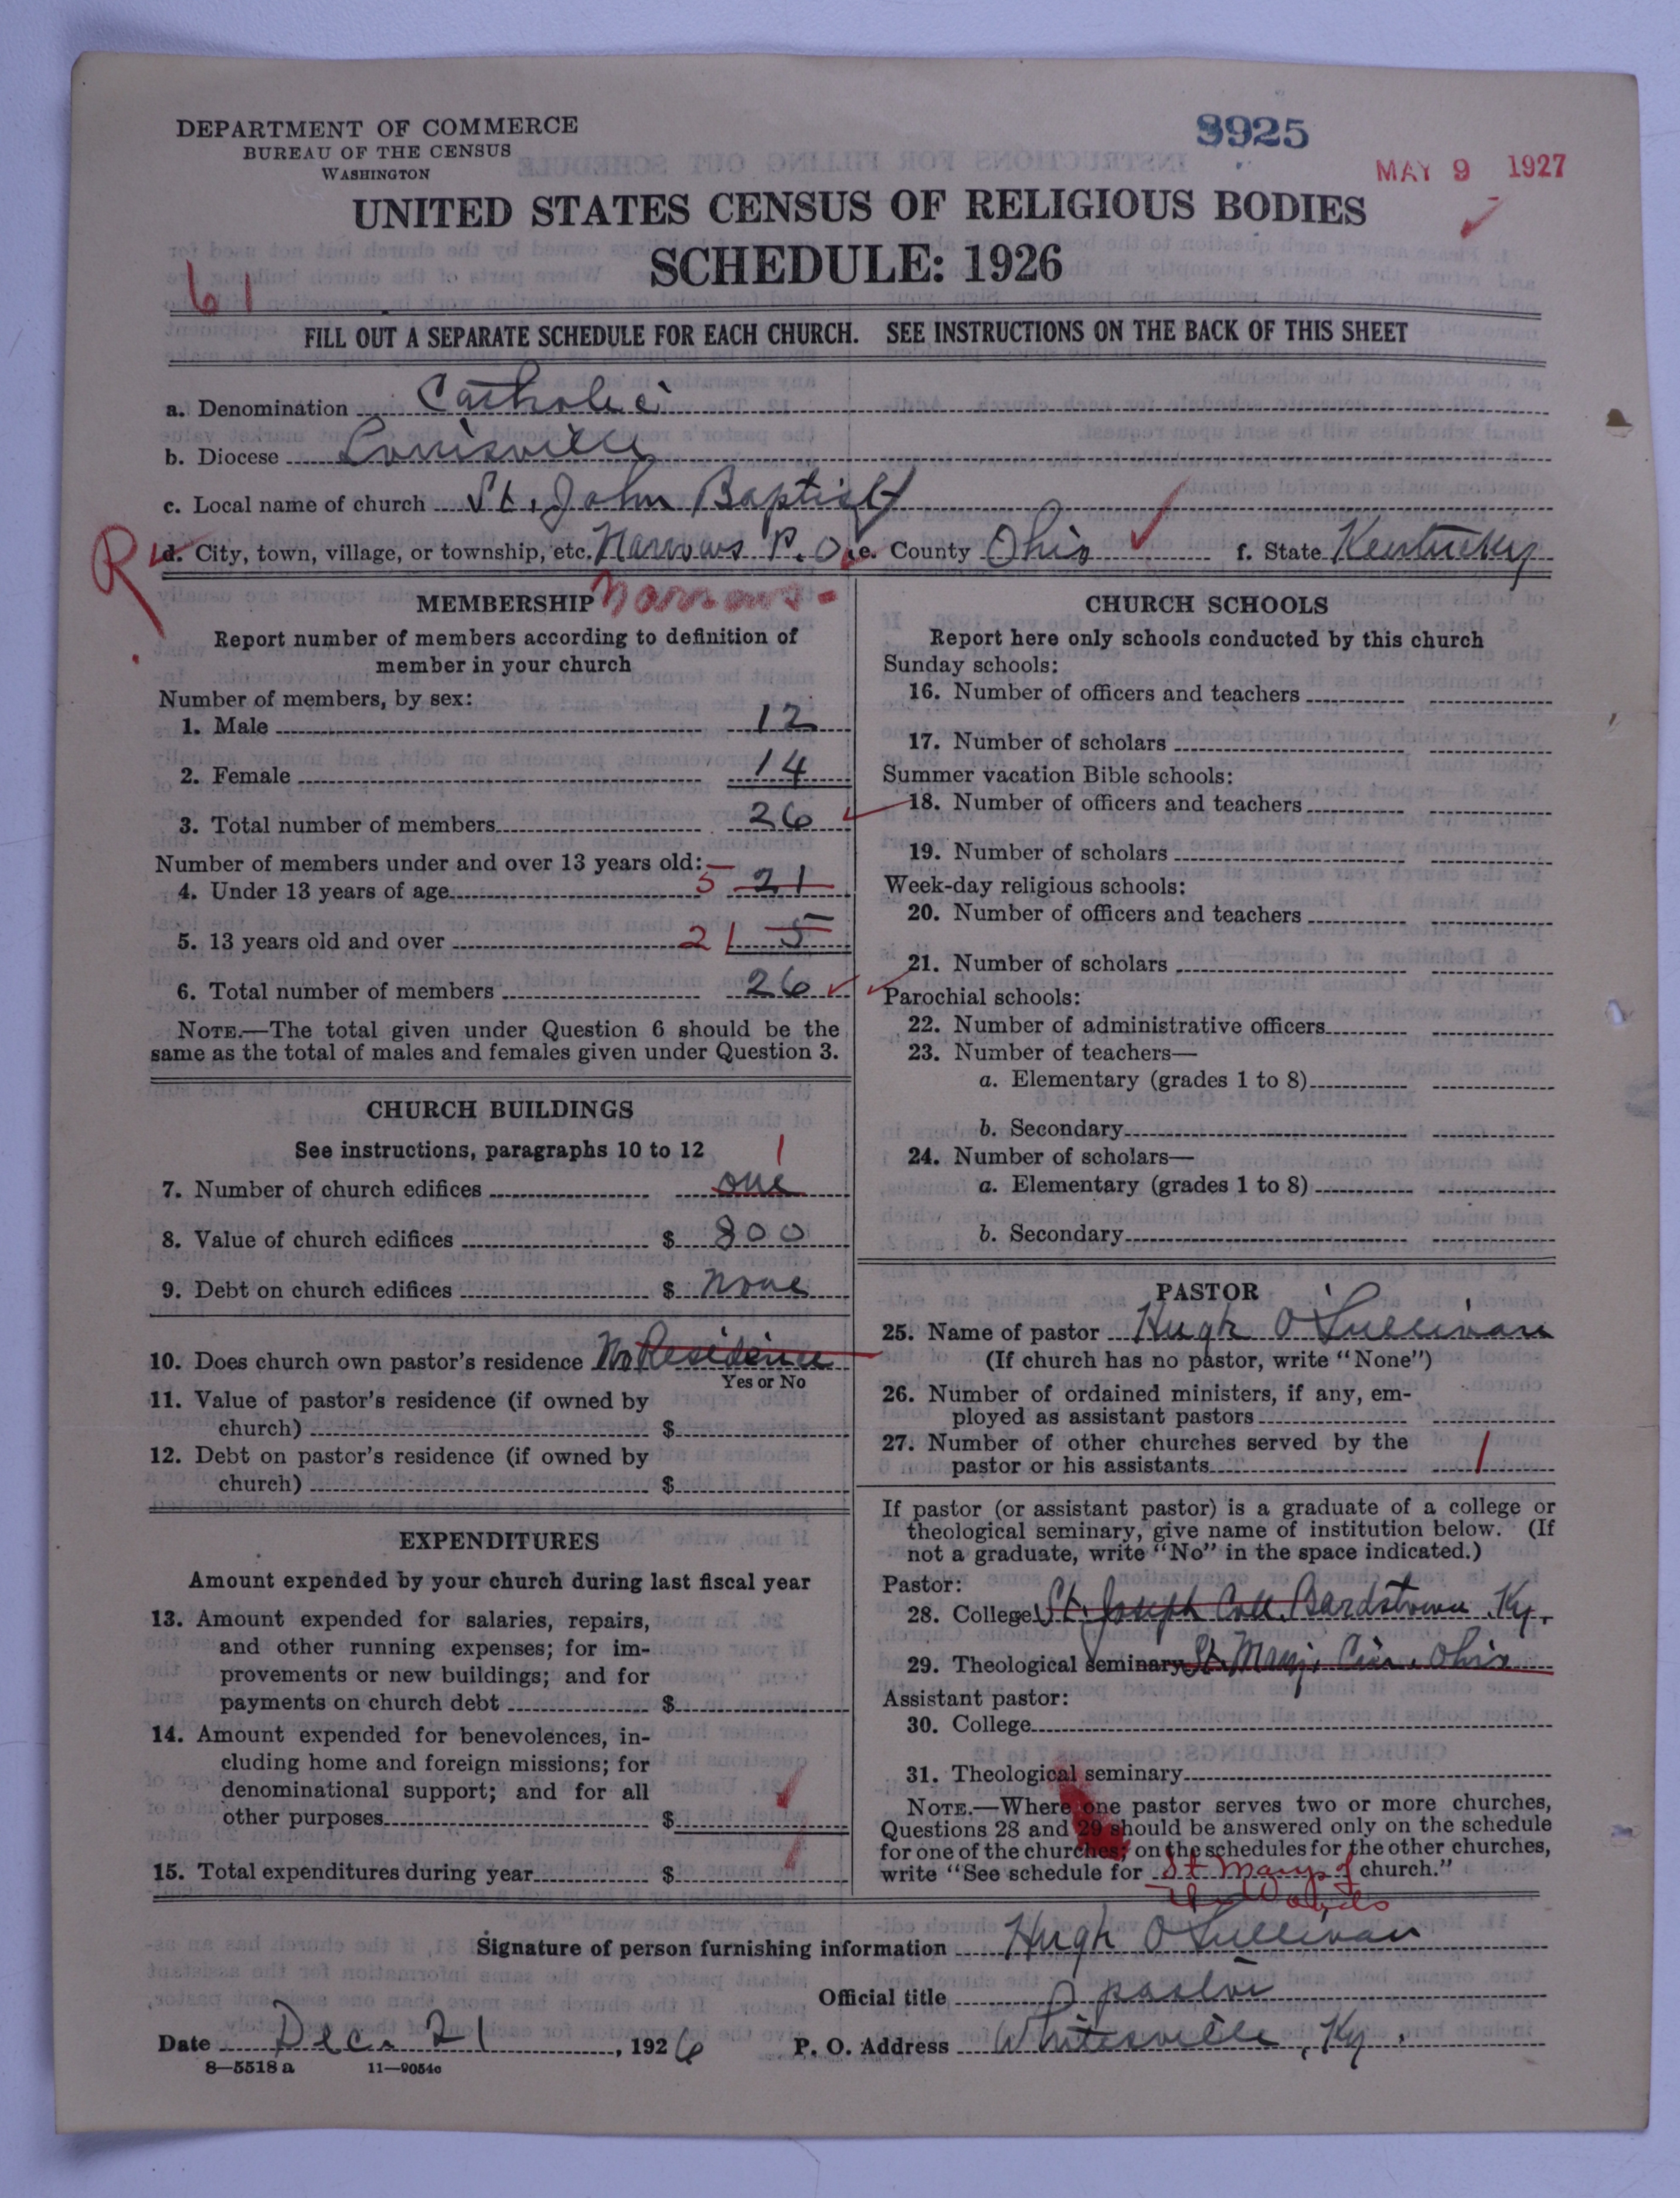 DEPARTMENT OF COMMERCE
BUREAU OF THE CENSUS
WASHINGTON
8925
MAY 9 1927
UNITED STATES CENSUS OF RELIGIOUS BODIES
SCHEDULE: 1926
61
FILL OUT A SEPARATE SCHEDULE FOR EACH CHURCH. SEE INSTRUCTIONS ON THE BACK OF THIS SHEET
a. Denomination Catholic
b. Diocese Louisville
c. Local name of church St. John Baptist
R d. City, town, village, or township, etc. Narrows P.O. e. County Ohio f. State Kentucky
MEMBERSHIP Narrows
Report number of members according to definition of
member in your church
Number of members, by sex:
1. Male 12
2. Female 14
3. Total number of members 26
Number of members under and over 13 years old:
4. Under 13 years of age 5 21
5. 13 years old and over 21 5
6. Total number of members 26
NOTE.—The total given under Question 6 should be the
same as the total of males and females given under Question 3.
CHURCH BUILDINGS
See instructions, paragraphs 10 to 12 1
7. Number of church edifices one
8. Value of church edifices $ 800
9. Debt on church edifices $ None
10. Does church own pastor's residence No Residence
Yes or No
11. Value of pastor's residence (if owned by
church) $
12. Debt on pastor's residence (if owned by
church) $
EXPENDITURES
Amount expended by your church during last fiscal year
13. Amount expended for salaries, repairs,
and other running expenses; for im-
provements or new buildings; and for
payments on church debt $
14. Amount expended for benevolences, in-
cluding home and foreign missions; for
denominational support; and for all
other purposes $
15. Total expenditures during year $
CHURCH SCHOOLS
Report here only schools conducted by this church
Sunday schools:
16. Number of officers and teachers
17. Number of scholars
Summer vacation Bible schools:
18. Number of officers and teachers
19. Number of scholars
Week-day religious schools:
20. Number of officers and teachers
21. Number of scholars
Parochial schools:
22. Number of administrative officers
23. Number of teachers—
a. Elementary (grades 1 to 8)
b. Secondary
24. Number of scholars—
a. Elementary (grades 1 to 8)
b. Secondary
PASTOR
25. Name of pastor Hugh O'Sullivan
(If church has no pastor, write "None")
26. Number of ordained ministers, if any, em-
ployed as assistant pastors
27. Number of other churches served by the
pastor or his assistants 1
If pastor (or assistant pastor) is a graduate of a college or
theological seminary, give name of institution below. (If
not a graduate, write "No" in the space indicated.)
Pastor:
28. College St. Joseph Coll. Bardstown Ky.
29. Theological seminary St. Mary, Cin. Ohio
Assistant pastor:
30. College
31. Theological seminary
NOTE.—Where one pastor serves two or more churches,
Questions 28 and 29 should be answered only on the schedule
for one of the churches; on the schedules for the other churches,
write "See schedule for St Mary of church."
the Woods
Signature of person furnishing information Hugh O'Sullivan
Official title pastor
Date Dec. 21, 1926 P. O. Address Whitesville, Ky.
8—5518 a 11—9054c